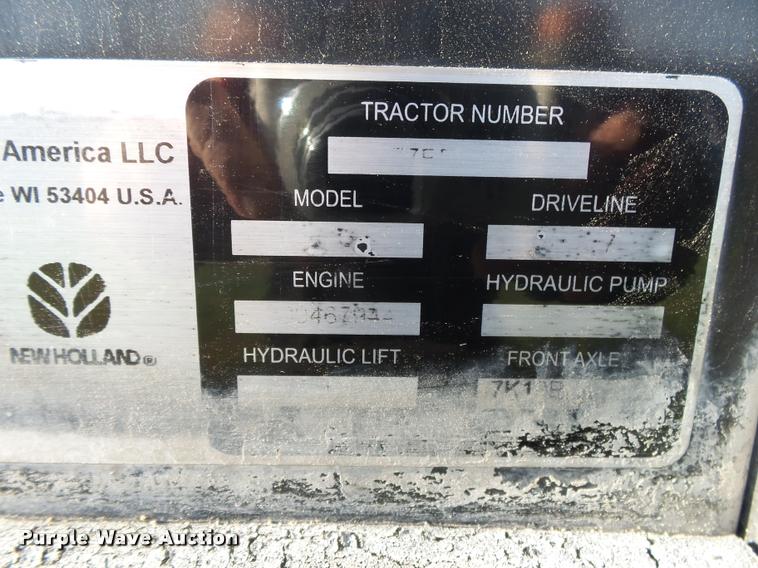 TRACTOR NUMBER
America LLC
WI 53404 U.S.A.
MODEL
DRIVELINE
ENGINE
HYDRAULIC PUMP
HYDRAULIC LIFT
FRONT AXLE
NEW HOLLAND®
Purple Wave Auction